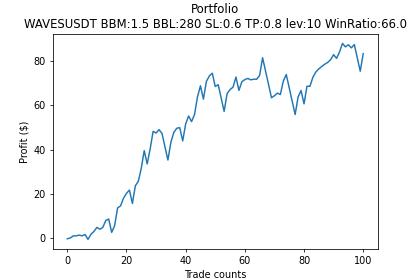 Portfolio
WAVESUSDT BBM:1.5 BBL:280 SL:0.6 TP:0.8 lev:10 WinRatio:66.0
80
60
40
20
0
Profit ($)
0 20 40 60 80 100
Trade counts